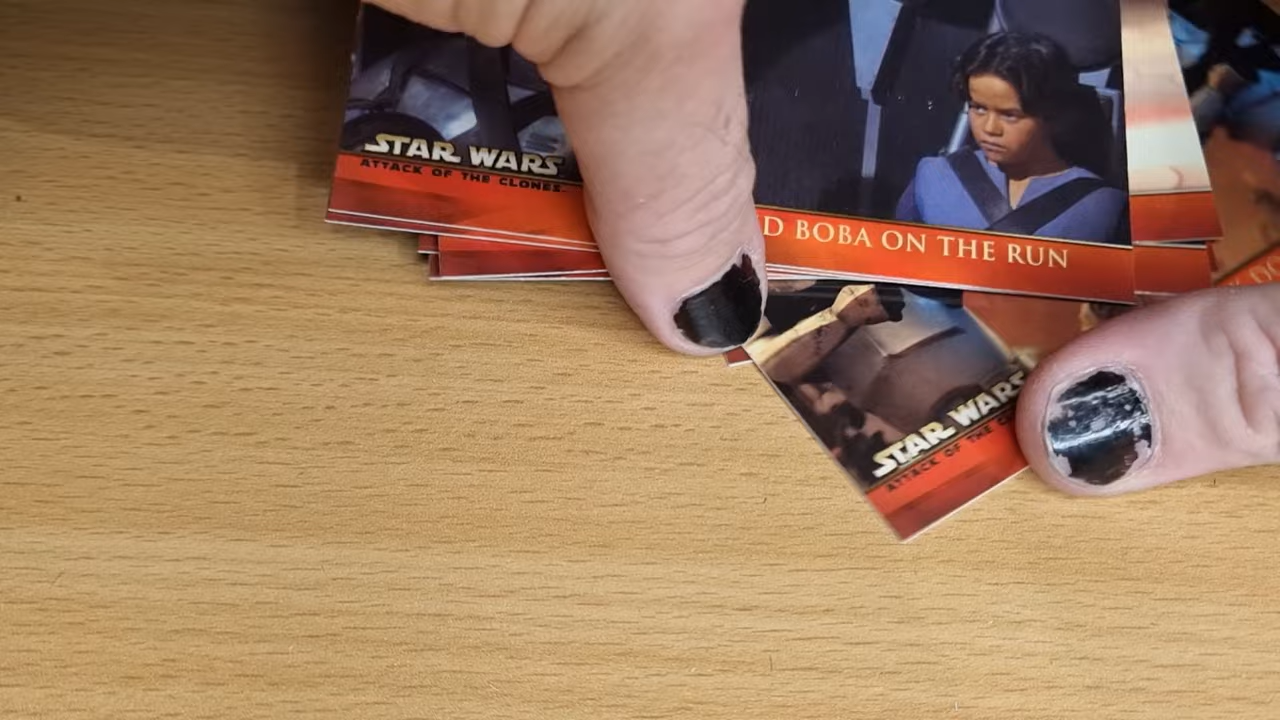 STAR WARS
ATTACK OF THE CLONES
D BOBA ON THE RUN
STAR WARS
ATTACK OF THE